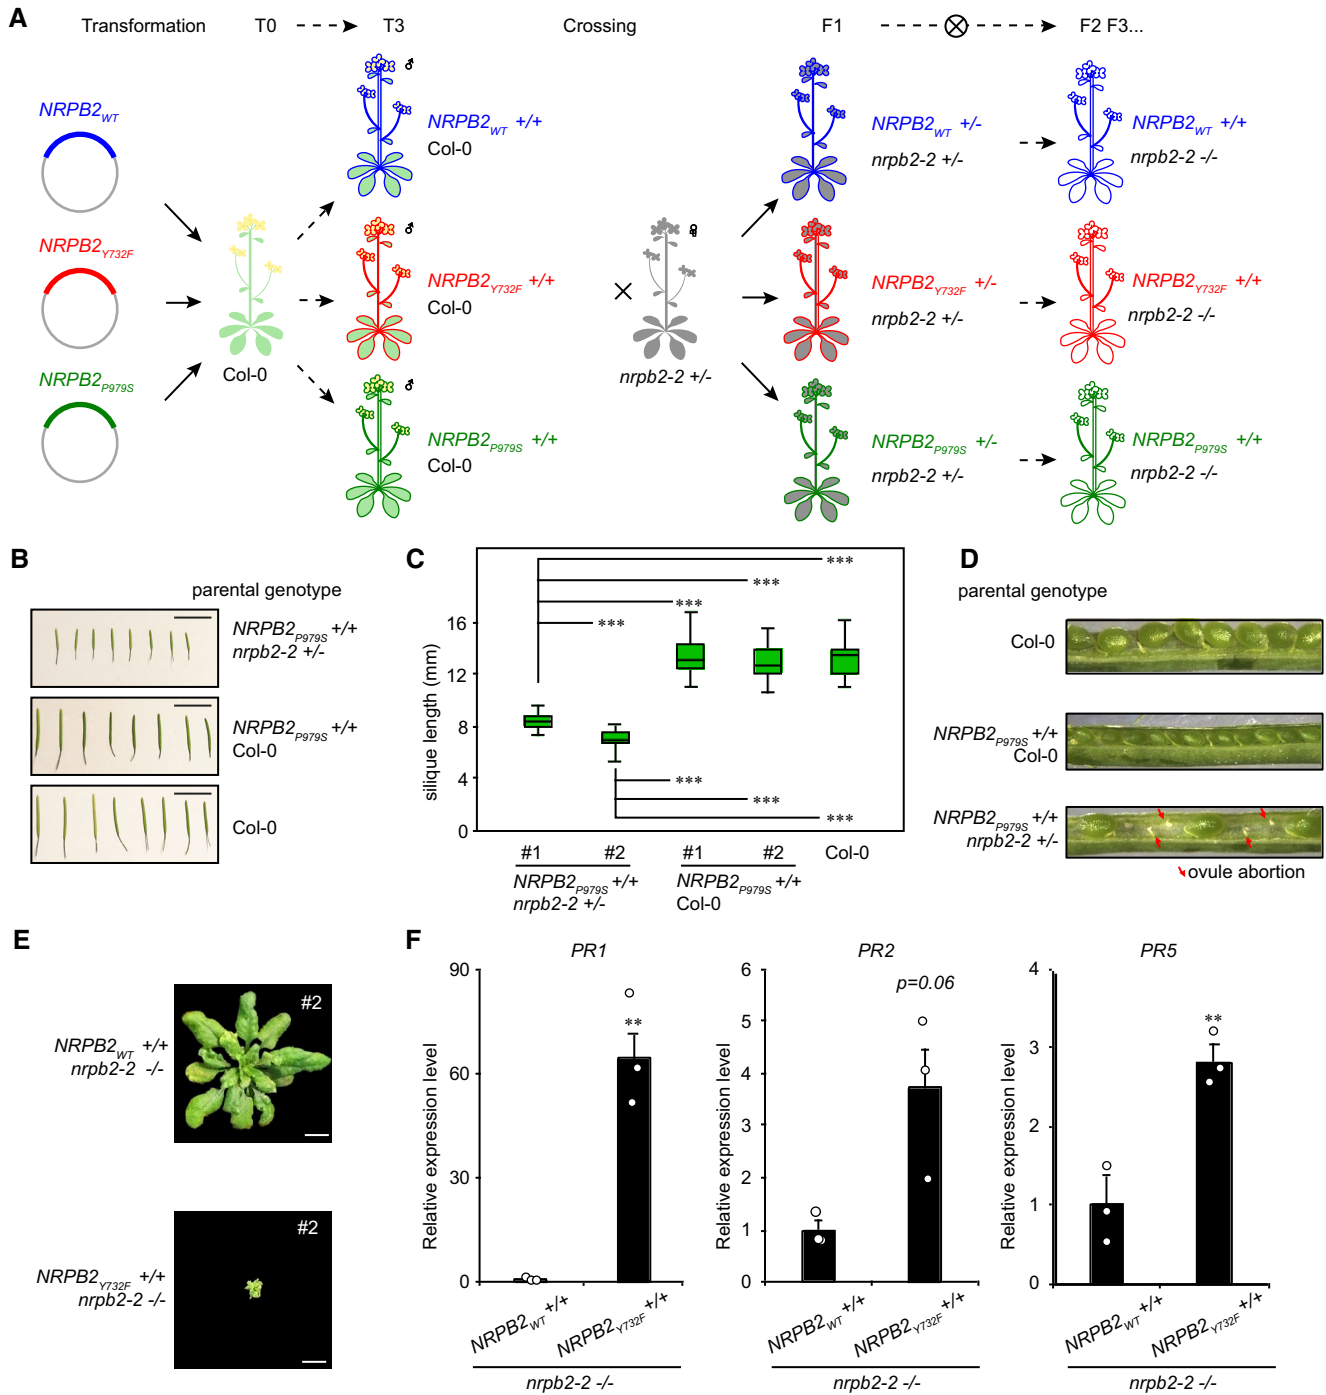 A
Transformation T0 T3 Crossing F1 F2 F3...
NRPB2WT
NRPB2Y732F
NRPB2P979S
Col-0
♂
NRPB2WT +/+
Col-0
♂
NRPB2Y732F +/+
Col-0
♂
NRPB2P979S +/+
Col-0
×
♀
nrpb2-2 +/-
NRPB2WT +/-
nrpb2-2 +/-
NRPB2Y732F +/-
nrpb2-2 +/-
NRPB2P979S +/-
nrpb2-2 +/-
NRPB2WT +/+
nrpb2-2 -/-
NRPB2Y732F +/+
nrpb2-2 -/-
NRPB2P979S +/+
nrpb2-2 -/-
B
parental genotype
NRPB2P979S +/+
nrpb2-2 +/-
NRPB2P979S +/+
Col-0
Col-0
C
silique length (mm)
16
12
8
4
0
***
***
***
***
***
***
***
#1 #2 #1 #2 Col-0
NRPB2P979S +/+
nrpb2-2 +/-
NRPB2P979S +/+
Col-0
D
parental genotype
Col-0
NRPB2P979S +/+
Col-0
NRPB2P979S +/+
nrpb2-2 +/-
ovule abortion
E
NRPB2WT +/+
nrpb2-2 -/-
#2
NRPB2Y732F +/+
nrpb2-2 -/-
#2
F
PR1
Relative expression level
90
60
30
0
**
NRPB2WT +/+
NRPB2Y732F +/+
nrpb2-2 -/-
PR2
Relative expression level
6
5
4
3
2
1
0
p=0.06
NRPB2WT +/+
NRPB2Y732F +/+
nrpb2-2 -/-
PR5
Relative expression level
4
3
2
1
0
**
NRPB2WT +/+
NRPB2Y732F +/+
nrpb2-2 -/-